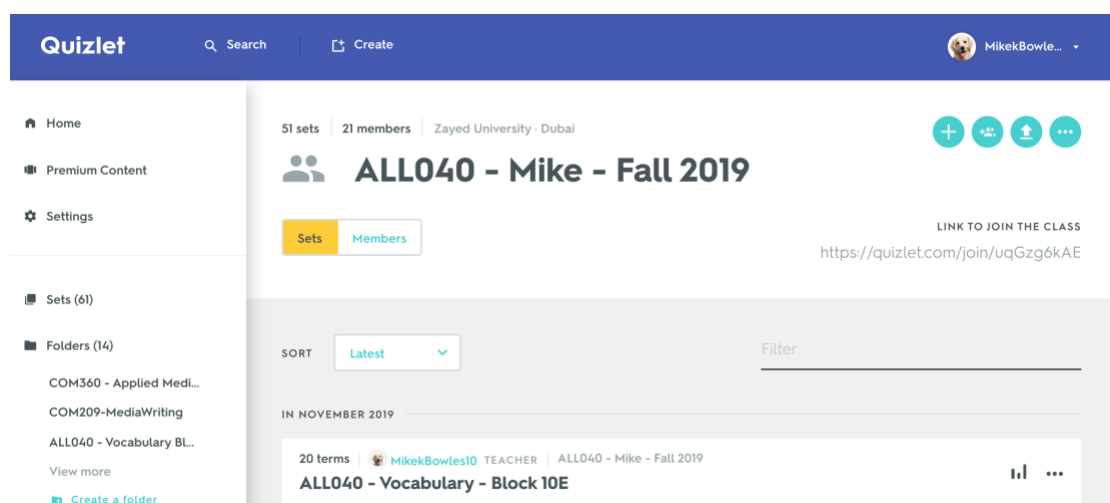 Quizlet
Search
Create
MikekBowle...
Home
Premium Content
Settings
Sets (61)
Folders (14)
COM360 - Applied Medi...
COM209-MediaWriting
ALL040 - Vocabulary Bl...
View more
Create a folder
51 sets 21 members Zayed University · Dubai
ALL040 - Mike - Fall 2019
Sets Members
LINK TO JOIN THE CLASS
https://quizlet.com/join/uqGzg6kAE
SORT Latest Filter
IN NOVEMBER 2019
20 terms MikekBowles10 TEACHER ALL040 - Mike - Fall 2019
ALL040 - Vocabulary - Block 10E